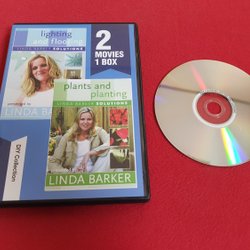 lighting
and flooring
LINDA BARKER SOLUTIONS
2
MOVIES
1 BOX
plants and
planting
LINDA BARKER SOLUTIONS
LINDA
LINDA BARKER
DIY Collection